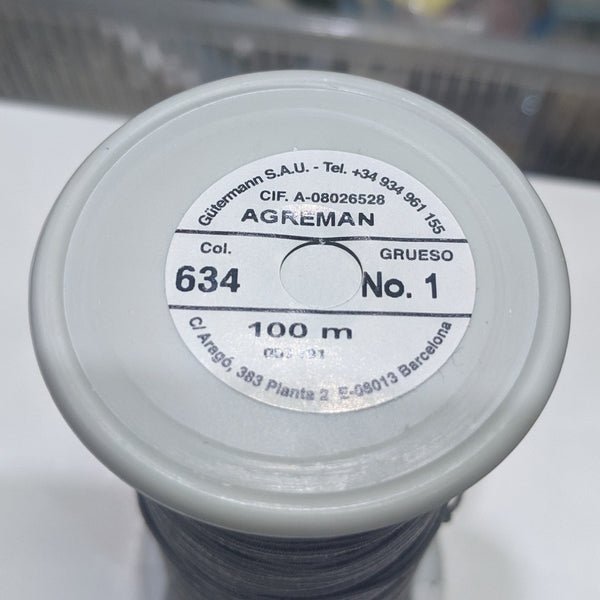 Gütermann S.A.U. - Tel. +34 934 961 155
CIF. A-08026528
AGREMAN
Col. GRUESO
634 No. 1
100 m
C/ Aragó, 383 Planta 2 E-08013 Barcelona